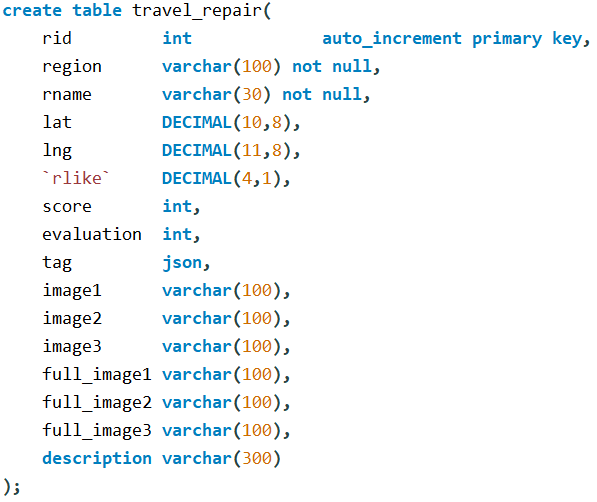 create table travel_repair(
    rid         int             auto_increment primary key,
    region      varchar(100) not null,
    rname       varchar(30) not null,
    lat         DECIMAL(10,8),
    lng         DECIMAL(11,8),
    `rlike`     DECIMAL(4,1),
    score       int,
    evaluation  int,
    tag         json,
    image1      varchar(100),
    image2      varchar(100),
    image3      varchar(100),
    full_image1 varchar(100),
    full_image2 varchar(100),
    full_image3 varchar(100),
    description varchar(300)
);